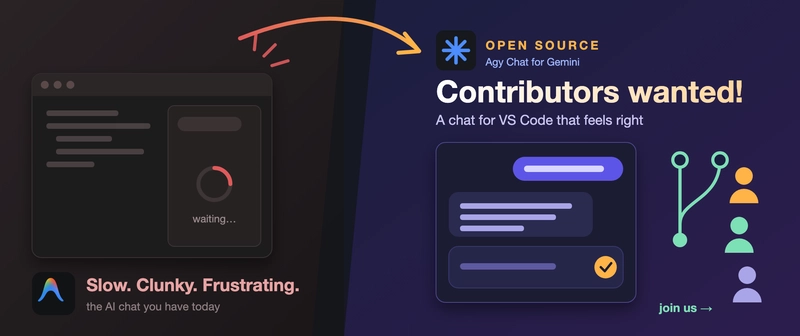 waiting...
Slow. Clunky. Frustrating.
the AI chat you have today
OPEN SOURCE
Agy Chat for Gemini
Contributors wanted!
A chat for VS Code that feels right
join us →